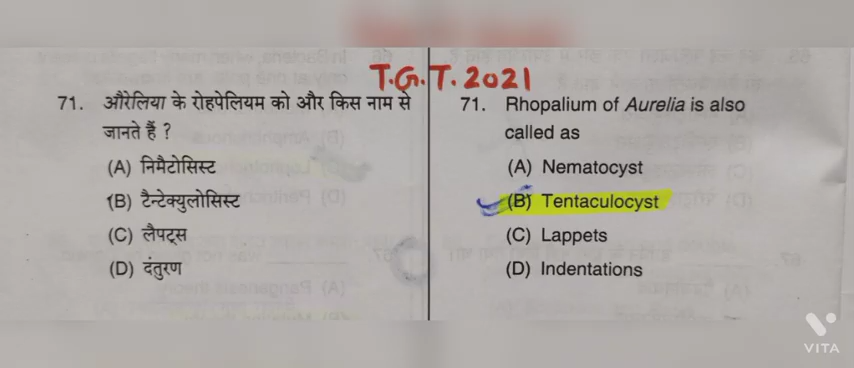 T.G.T. 2021
71. औरेलिया के रोहपेलियम को और किस नाम से
जानते हैं ?
(A) निमैटोसिस्ट
(B) टैन्टेक्युलोसिस्ट
(C) लैपट्स
(D) दंतुरण
71. Rhopalium of Aurelia is also
called as
(A) Nematocyst
(B) Tentaculocyst
(C) Lappets
(D) Indentations
VITA